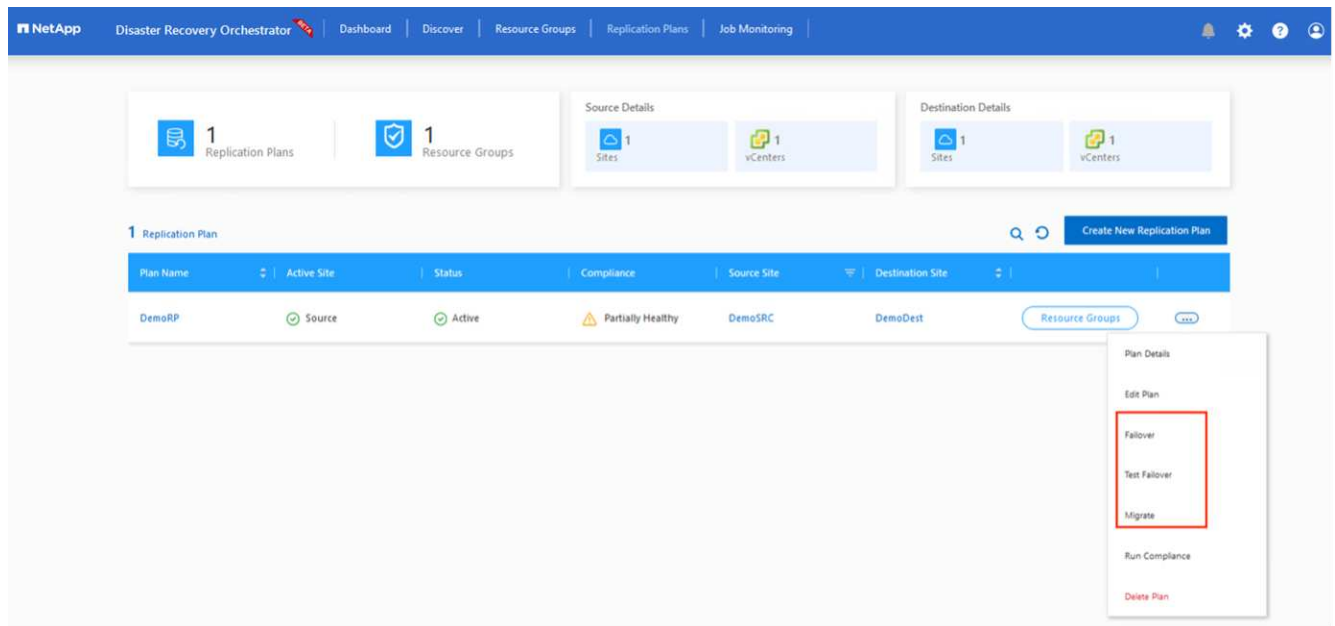 NetApp Disaster Recovery Orchestrator BETA Dashboard Discover Resource Groups Replication Plans Job Monitoring
Source Details
Destination Details
1
Replication Plans
1
Resource Groups
1
Sites
1
vCenters
1
Sites
1
vCenters
1 Replication Plan
Create New Replication Plan
Plan Name Active Site Status Compliance Source Site Destination Site
DemoRP Source Active Partially Healthy DemoSRC DemoDest Resource Groups ...
Plan Details
Edit Plan
Failover
Test Failover
Migrate
Run Compliance
Delete Plan